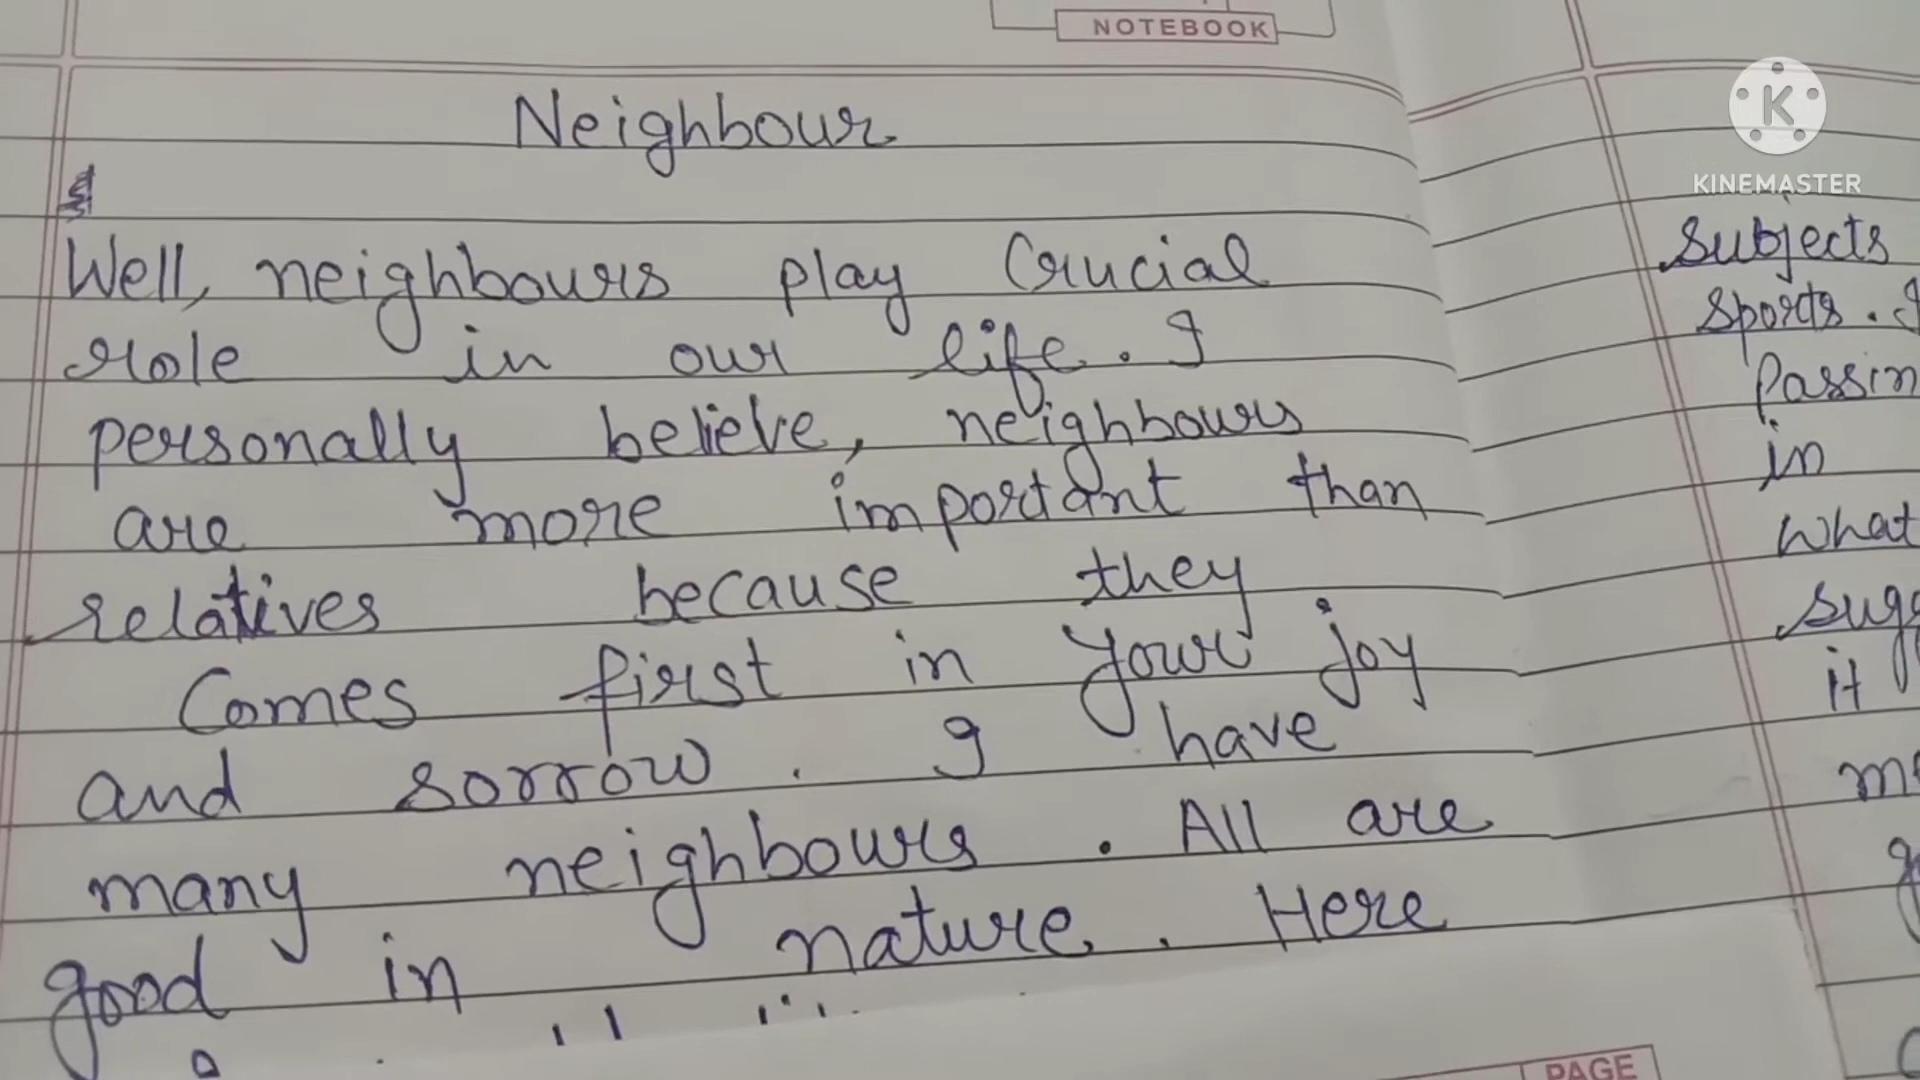 NOTEBOOK
KINEMASTER
Neighbour
Well, neighbours play Crucial
role in our life. I
personally believe, neighbours
are more important than
relatives because they
Comes first in your joy
and sorrow. I have
many neighbours. All are
good in nature. Here
Subjects
sports.
Passin
in
what
sugg
it
PAGE